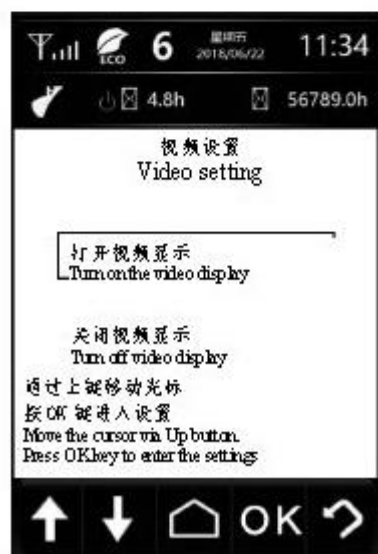 ECO
6
星期五
2018/06/22
11:34
4.8h
56789.0h
视频设置
Video setting
打开视频显示
Turn on the video display
关闭视频显示
Turn off video display
通过上键移动光标
按OK键进入设置
Move the cursor via Up button.
Press OK key to enter the settings
OK